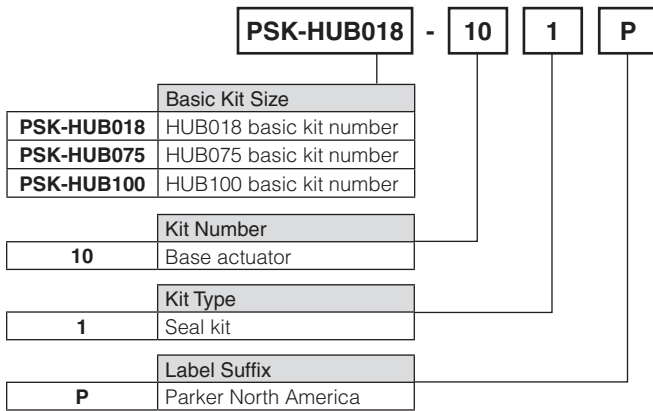 PSK-HUB018 - 10 1 P
Basic Kit Size
PSK-HUB018 HUB018 basic kit number
PSK-HUB075 HUB075 basic kit number
PSK-HUB100 HUB100 basic kit number
Kit Number
10 Base actuator
Kit Type
1 Seal kit
Label Suffix
P Parker North America